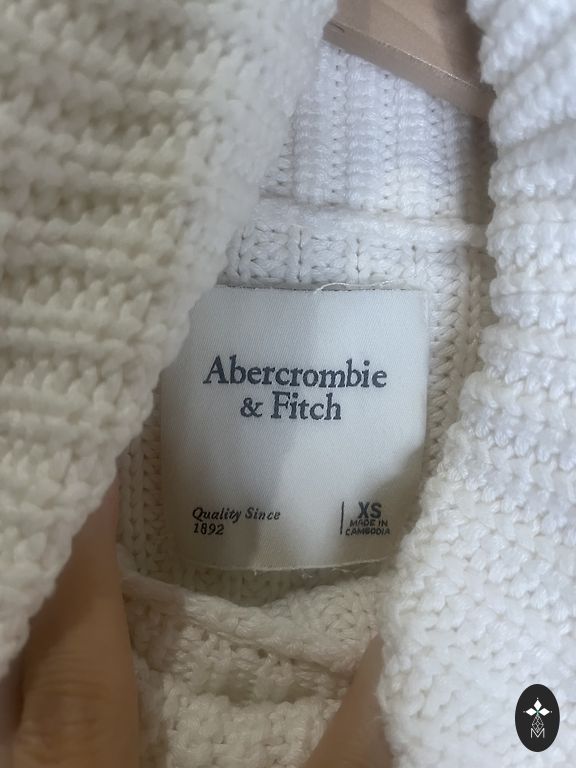 Abercrombie
& Fitch
Quality Since
1892
XS
MADE IN
CAMBODIA